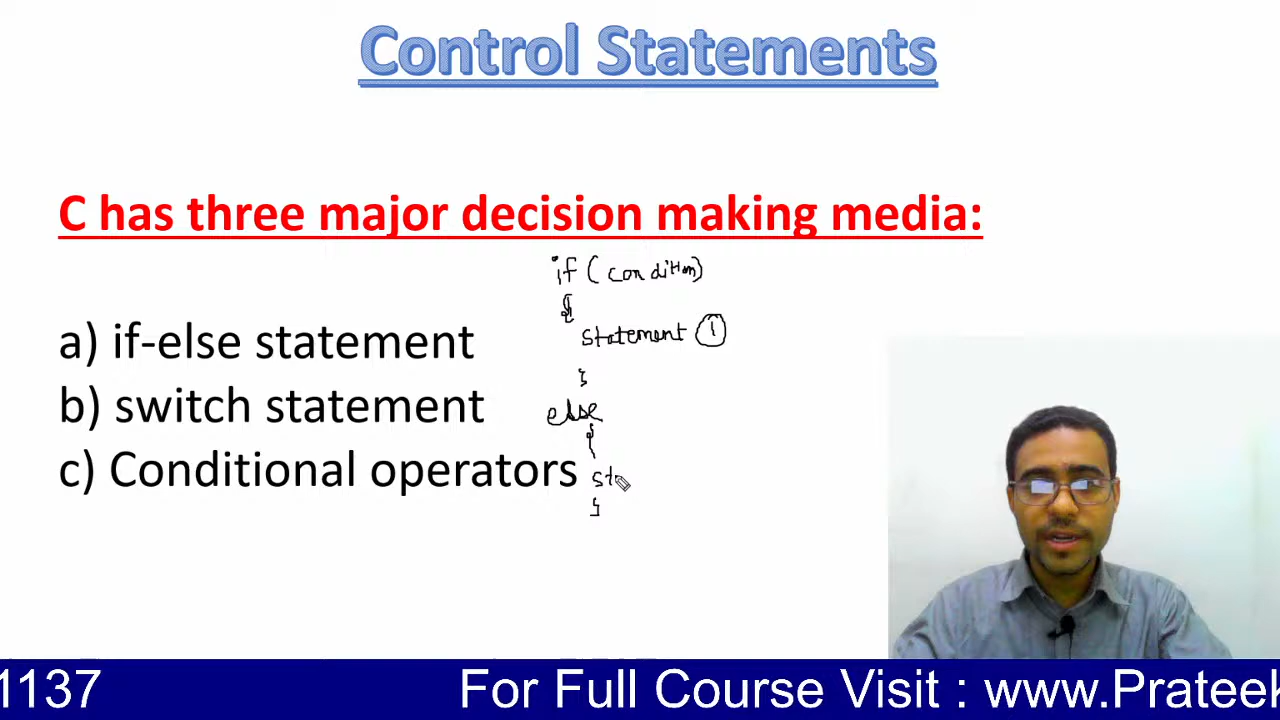 Control Statements
C has three major decision making media:
if (condition)
{
statement 1
a) if-else statement
}
b) switch statement
else
{
c) Conditional operators
st
}
1137 For Full Course Visit : www.Prateek